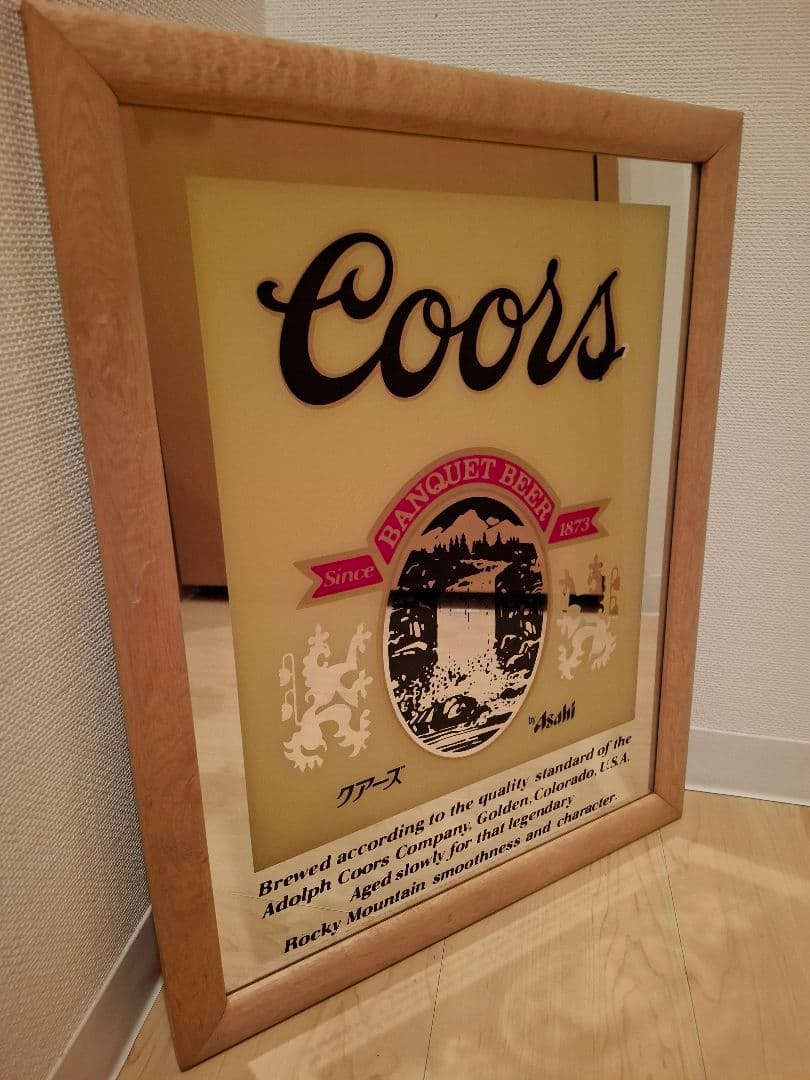 Coors
BANQUET BEER
Since 1873
by Asahi
クアーズ
Brewed according to the quality standard of the
Adolph Coors Company, Golden, Colorado, U.S.A.
Aged slowly for that legendary
Rocky Mountain smoothness and character.